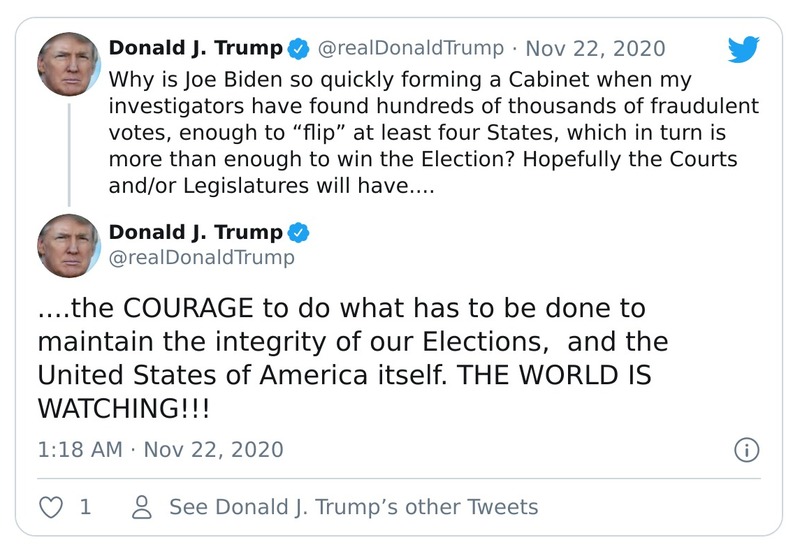 Donald J. Trump @realDonaldTrump · Nov 22, 2020
Why is Joe Biden so quickly forming a Cabinet when my
investigators have found hundreds of thousands of fraudulent
votes, enough to “flip” at least four States, which in turn is
more than enough to win the Election? Hopefully the Courts
and/or Legislatures will have....
Donald J. Trump
@realDonaldTrump
....the COURAGE to do what has to be done to
maintain the integrity of our Elections,  and the
United States of America itself. THE WORLD IS
WATCHING!!!
1:18 AM · Nov 22, 2020
1 See Donald J. Trump’s other Tweets